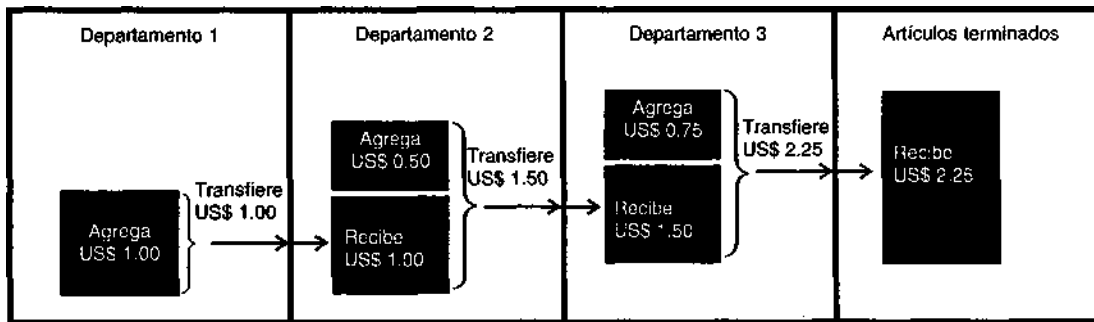 Departamento 1
Agrega
US$ 1.00
Transfiere
US$ 1.00
Departamento 2
Agrega
US$ 0.50
Recibe
US$ 1.00
Transfiere
US$ 1.50
Departamento 3
Agrega
US$ 0.75
Recibe
US$ 1.50
Transfiere
US$ 2.25
Artículos terminados
Recibe
US$ 2.25